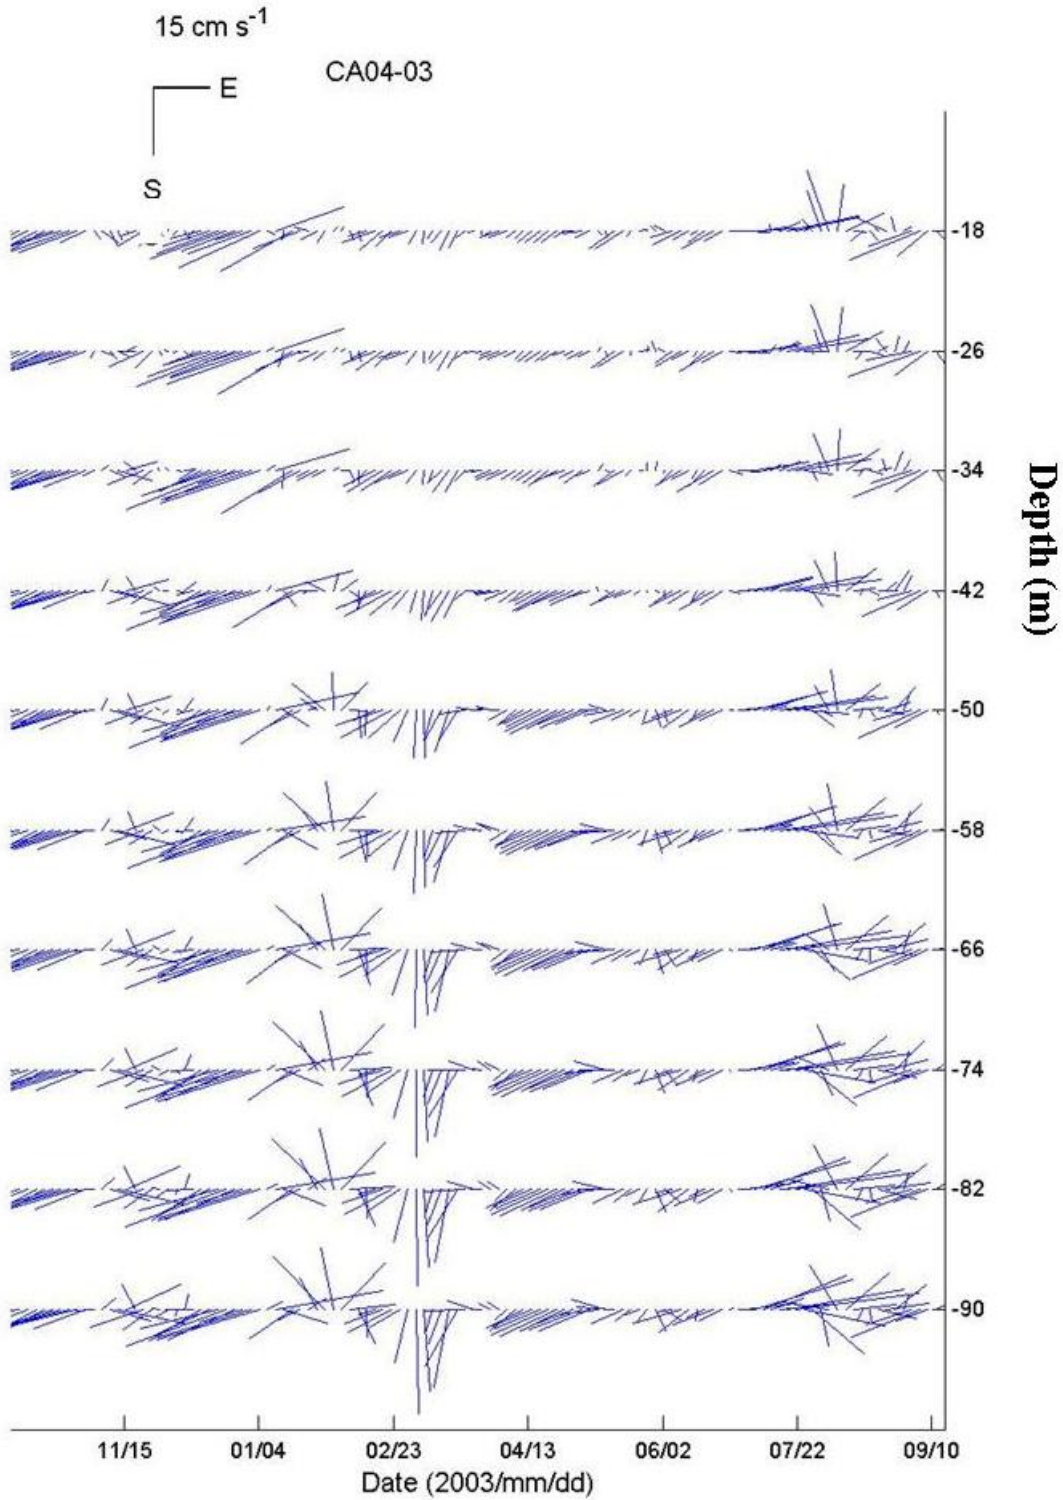 15 cm s-1
CA04-03
E
S
-18
-26
-34
-42
-50
-58
-66
-74
-82
-90
Depth (m)
11/15 01/04 02/23 04/13 06/02 07/22 09/10
Date (2003/mm/dd)